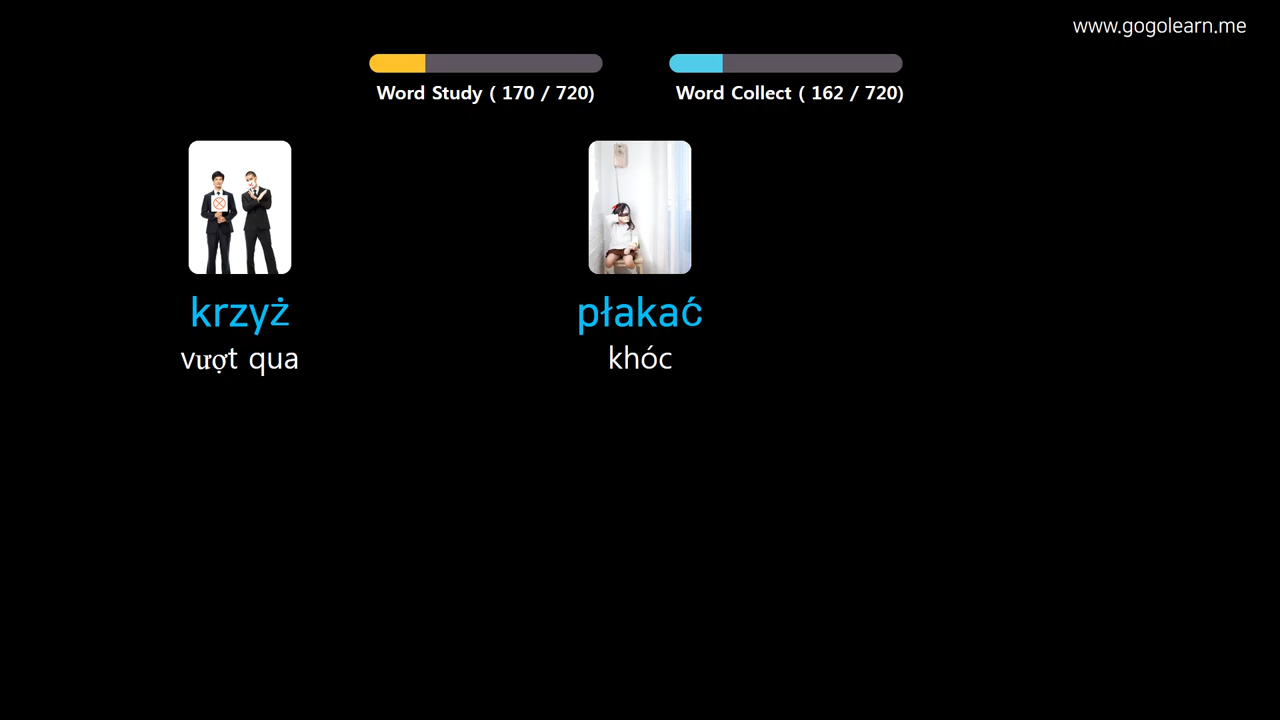 www.gogolearn.me
Word Study ( 170 / 720)
Word Collect ( 162 / 720)
krzyż
płakać
vượt qua
khóc